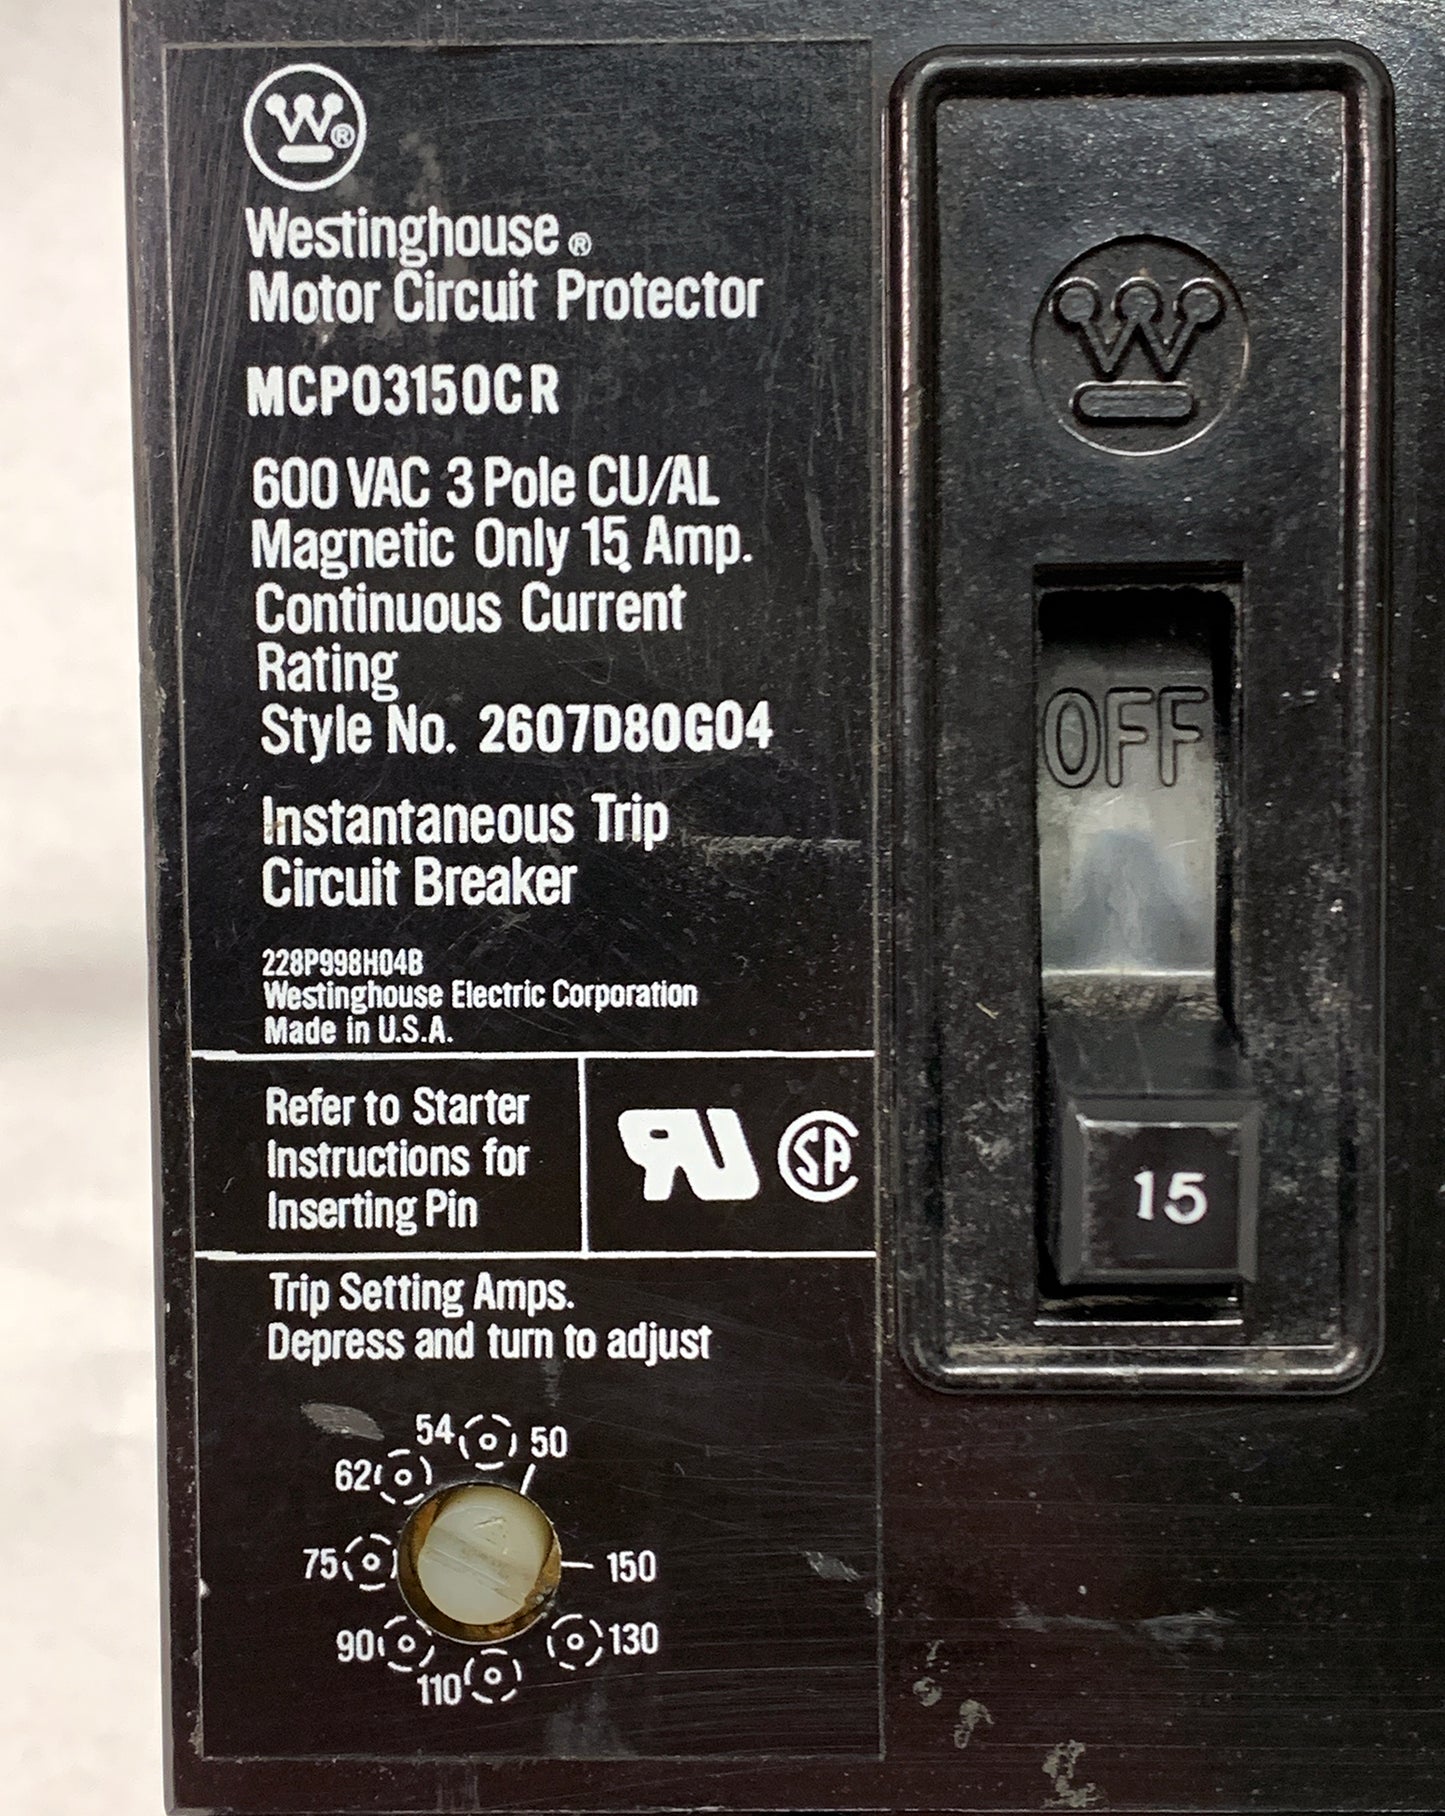 W®
Westinghouse®
Motor Circuit Protector
MCP03150CR
600 VAC 3 Pole CU/AL
Magnetic Only 15 Amp.
Continuous Current
Rating
Style No. 2607D80G04
Instantaneous Trip
Circuit Breaker
228P998H04B
Westinghouse Electric Corporation
Made in U.S.A.
Refer to Starter
Instructions for
Inserting Pin
UR
SA
Trip Setting Amps.
Depress and turn to adjust
54
50
62
75
150
90
130
110
W
OFF
15